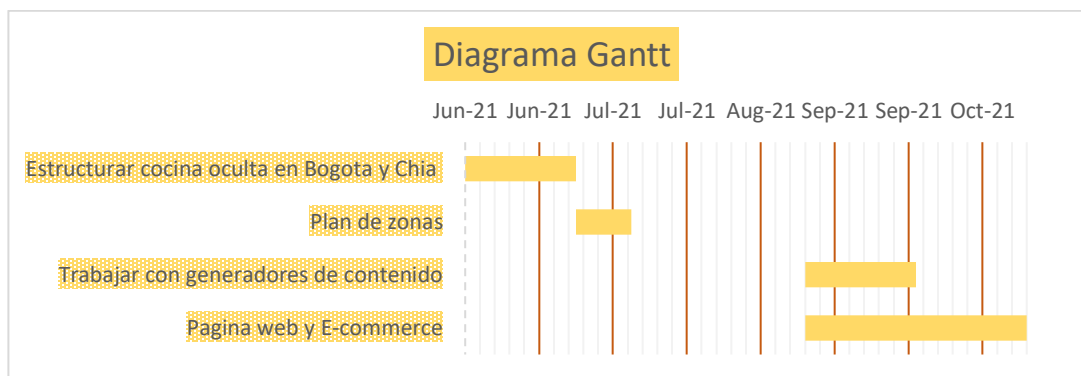 Diagrama Gantt
Jun-21 Jun-21 Jul-21 Jul-21 Aug-21 Sep-21 Sep-21 Oct-21
Estructurar cocina oculta en Bogota y Chia
Plan de zonas
Trabajar con generadores de contenido
Pagina web y E-commerce